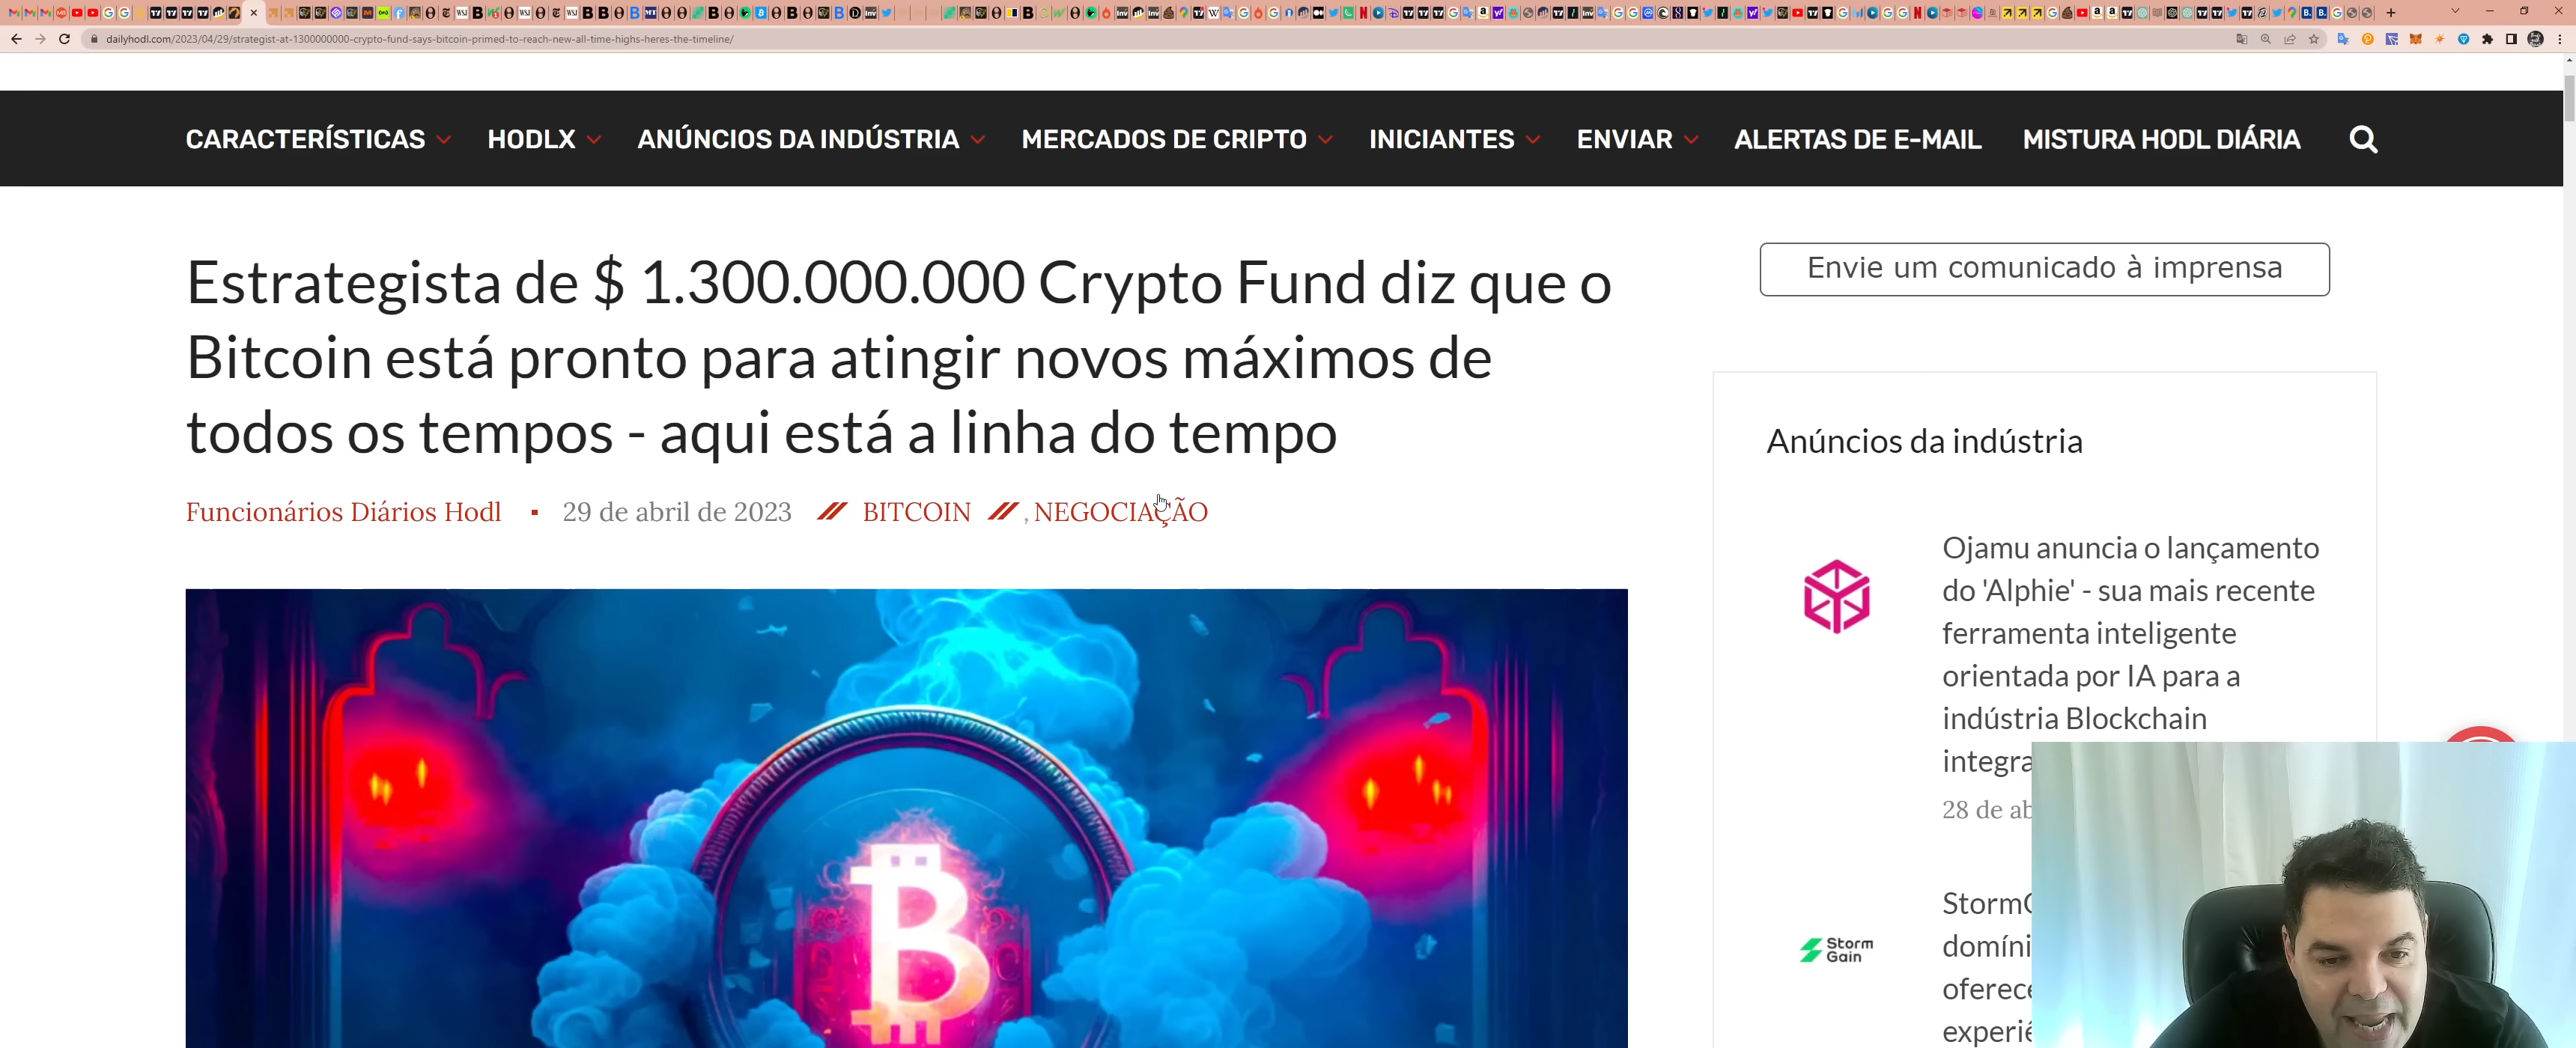 dailyhodl.com/2023/04/29/strategist-at-1300000000-crypto-fund-says-bitcoin-primed-to-reach-new-all-time-highs-heres-the-timeline/
CARACTERÍSTICAS HODLX ANÚNCIOS DA INDÚSTRIA MERCADOS DE CRIPTO INICIANTES ENVIAR ALERTAS DE E-MAIL MISTURA HODL DIÁRIA
Estrategista de $ 1.300.000.000 Crypto Fund diz que o
Bitcoin está pronto para atingir novos máximos de
todos os tempos - aqui está a linha do tempo
Funcionários Diários Hodl ▪ 29 de abril de 2023 // BITCOIN // , NEGOCIAÇÃO
Envie um comunicado à imprensa
Anúncios da indústria
Ojamu anuncia o lançamento
do 'Alphie' - sua mais recente
ferramenta inteligente
orientada por IA para a
indústria Blockchain
integra
28 de ab
Storm
Gain
Storm
domíni
oferec
experiê